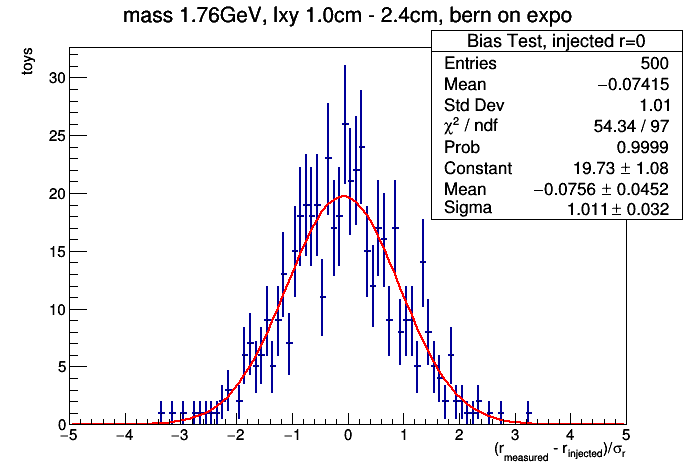 mass 1.76GeV, lxy 1.0cm - 2.4cm, bern on expo
Bias Test, injected r=0
Entries 500
Mean −0.07415
Std Dev 1.01
χ² / ndf 54.34 / 97
Prob 0.9999
Constant 19.73 ± 1.08
Mean −0.0756 ± 0.0452
Sigma 1.011 ± 0.032
toys
30
25
20
15
10
5
0
−5 −4 −3 −2 −1 0 1 2 3 4 5
(r_measured - r_injected)/σ_r